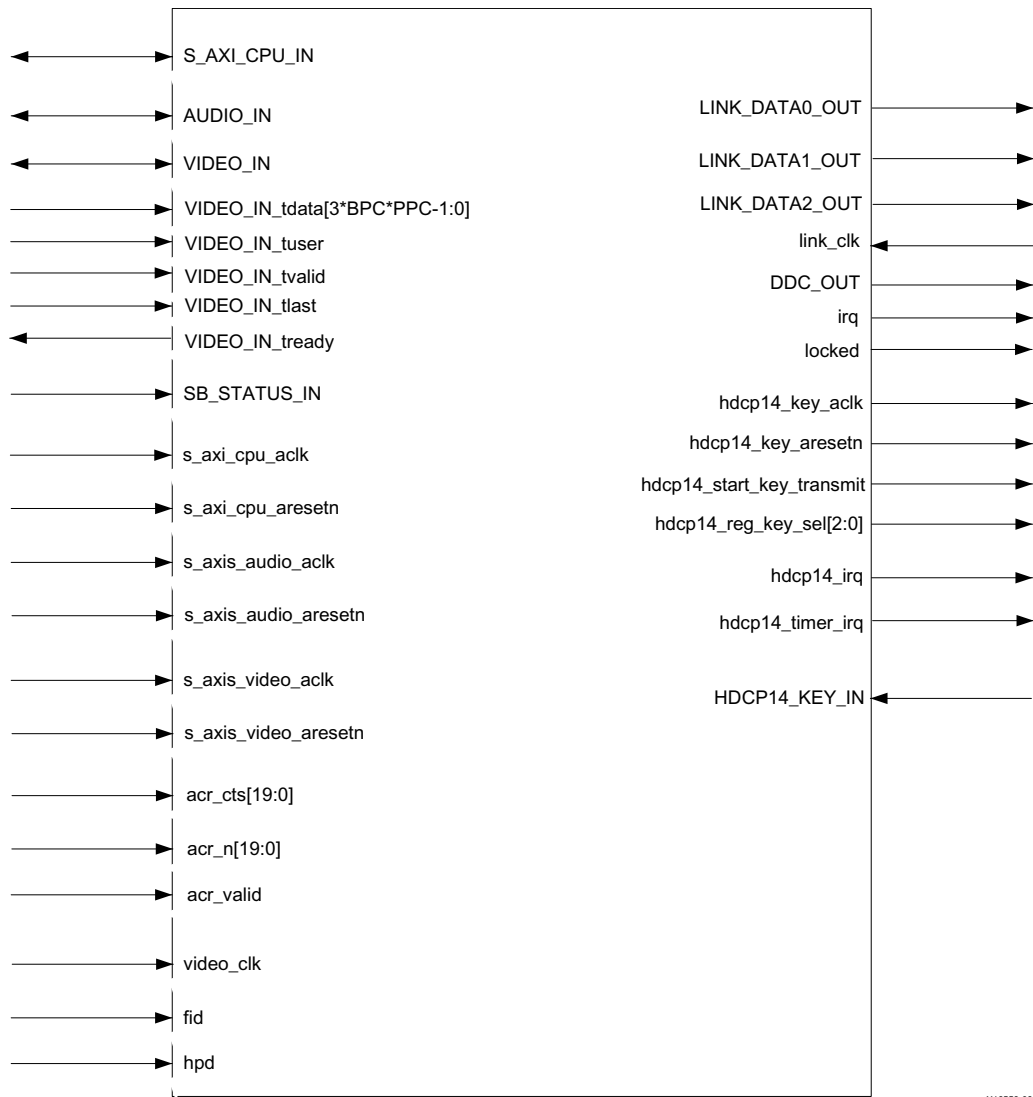 S_AXI_CPU_IN
AUDIO_IN
VIDEO_IN
VIDEO_IN_tdata[3*BPC*PPC-1:0]
VIDEO_IN_tuser
VIDEO_IN_tvalid
VIDEO_IN_tlast
VIDEO_IN_tready
SB_STATUS_IN
s_axi_cpu_aclk
s_axi_cpu_aresetn
s_axis_audio_aclk
s_axis_audio_aresetn
s_axis_video_aclk
s_axis_video_aresetn
acr_cts[19:0]
acr_n[19:0]
acr_valid
video_clk
fid
hpd
LINK_DATA0_OUT
LINK_DATA1_OUT
LINK_DATA2_OUT
link_clk
DDC_OUT
irq
locked
hdcp14_key_aclk
hdcp14_key_aresetn
hdcp14_start_key_transmit
hdcp14_reg_key_sel[2:0]
hdcp14_irq
hdcp14_timer_irq
HDCP14_KEY_IN